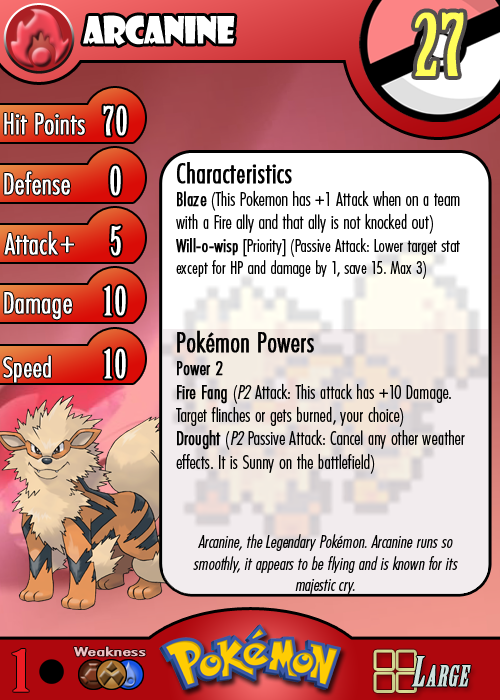 ARCANINE
27
Hit Points 70
Defense 0
Attack+ 5
Damage 10
Speed 10
Characteristics
Blaze (This Pokemon has +1 Attack when on a team
with a Fire ally and that ally is not knocked out)
Will-o-wisp [Priority] (Passive Attack: Lower target stat
except for HP and damage by 1, save 15. Max 3)
Pokémon Powers
Power 2
Fire Fang (P2 Attack: This attack has +10 Damage.
Target flinches or gets burned, your choice)
Drought (P2 Passive Attack: Cancel any other weather
effects. It is Sunny on the battlefield)
Arcanine, the Legendary Pokémon. Arcanine runs so
smoothly, it appears to be flying and is known for its
majestic cry.
1
Weakness
POKéMON
LARGE